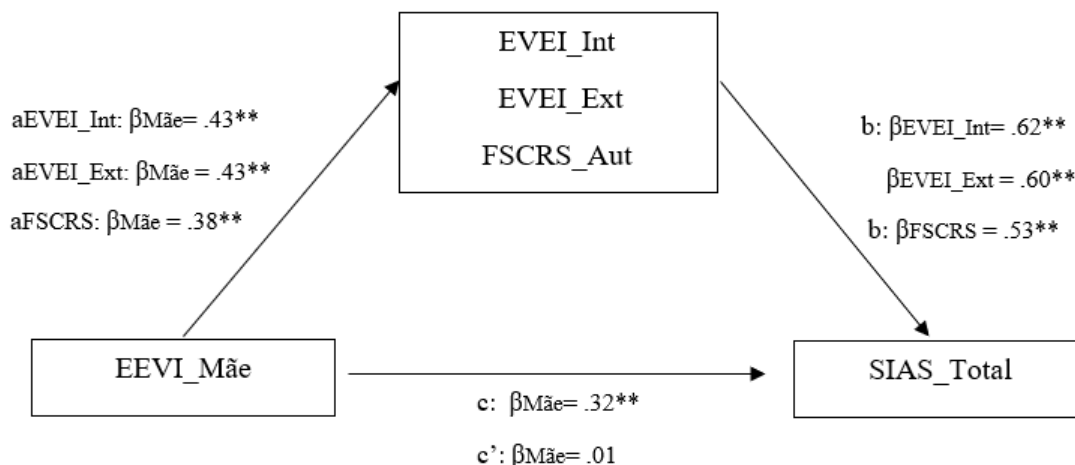 EVEI_Int
EVEI_Ext
FSCRS_Aut
aEVEI_Int: βMãe= .43**
aEVEI_Ext: βMãe = .43**
aFSCRS: βMãe = .38**
b: βEVEI_Int= .62**
βEVEI_Ext = .60**
b: βFSCRS = .53**
EEVI_Mãe
SIAS_Total
c: βMãe= .32**
c’: βMãe= .01